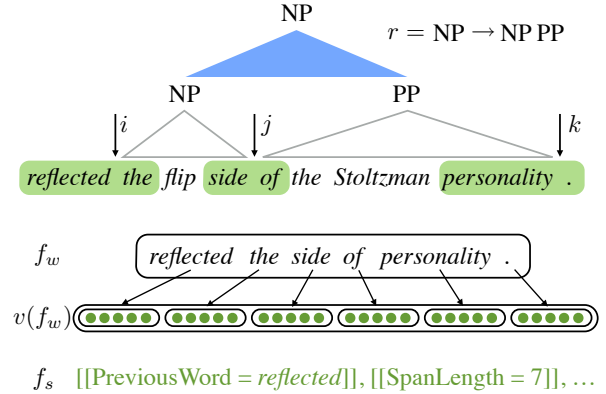 NP
r = NP → NP PP
NP PP
i j k
reflected the flip side of the Stoltzman personality .
f_w reflected the side of personality .
v(f_w)
f_s [[PreviousWord = reflected]], [[SpanLength = 7]], …